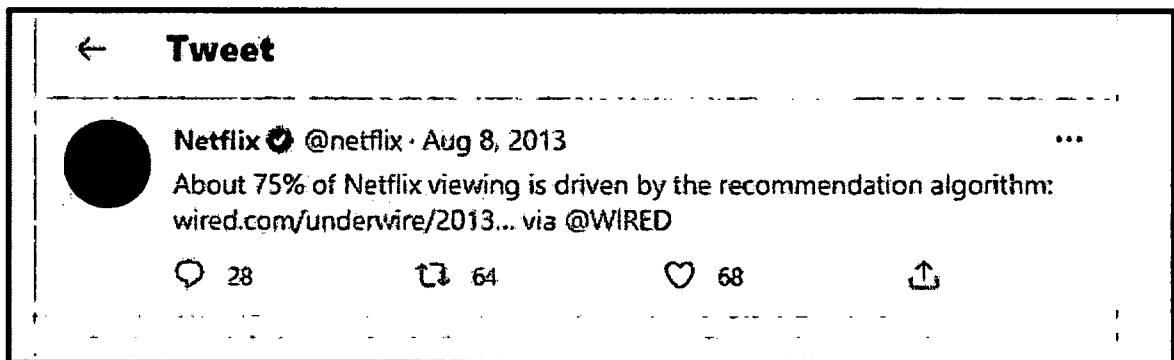 Tweet
Netflix @netflix · Aug 8, 2013
About 75% of Netflix viewing is driven by the recommendation algorithm:
wired.com/underwire/2013... via @WIRED
28 64 68